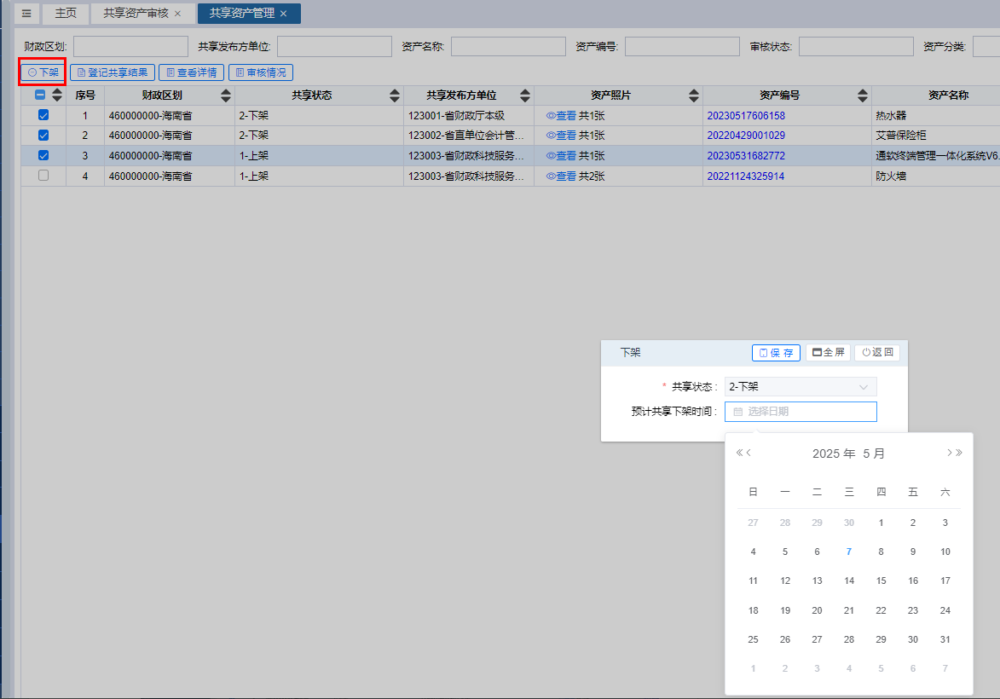 主页 共享资产审核 × 共享资产管理 ×
财政区划: 共享发布方单位: 资产名称: 资产编号: 审核状态: 资产分类:
下架 登记共享结果 查看详情 审核情况
序号 财政区划 共享状态 共享发布方单位 资产照片 资产编号 资产名称
1 460000000-海南省 2-下架 123001-省财政厅本级 查看 共1张 20230517606158 热水器
2 460000000-海南省 2-下架 123002-省直单位会计管... 查看 共1张 20220429001029 艾普保险柜
3 460000000-海南省 1-上架 123003-省财政科技服务... 查看 共1张 20230531682772 通软终端管理一体化系统V6.
4 460000000-海南省 1-上架 123003-省财政科技服务... 查看 共2张 20221124325914 防火墙
下架 保 存 全 屏 返 回
* 共享状态 : 2-下架
预计共享下架时间 : 选择日期
« ‹ 2025 年 5 月 › »
日 一 二 三 四 五 六
27 28 29 30 1 2 3
4 5 6 7 8 9 10
11 12 13 14 15 16 17
18 19 20 21 22 23 24
25 26 27 28 29 30 31
1 2 3 4 5 6 7